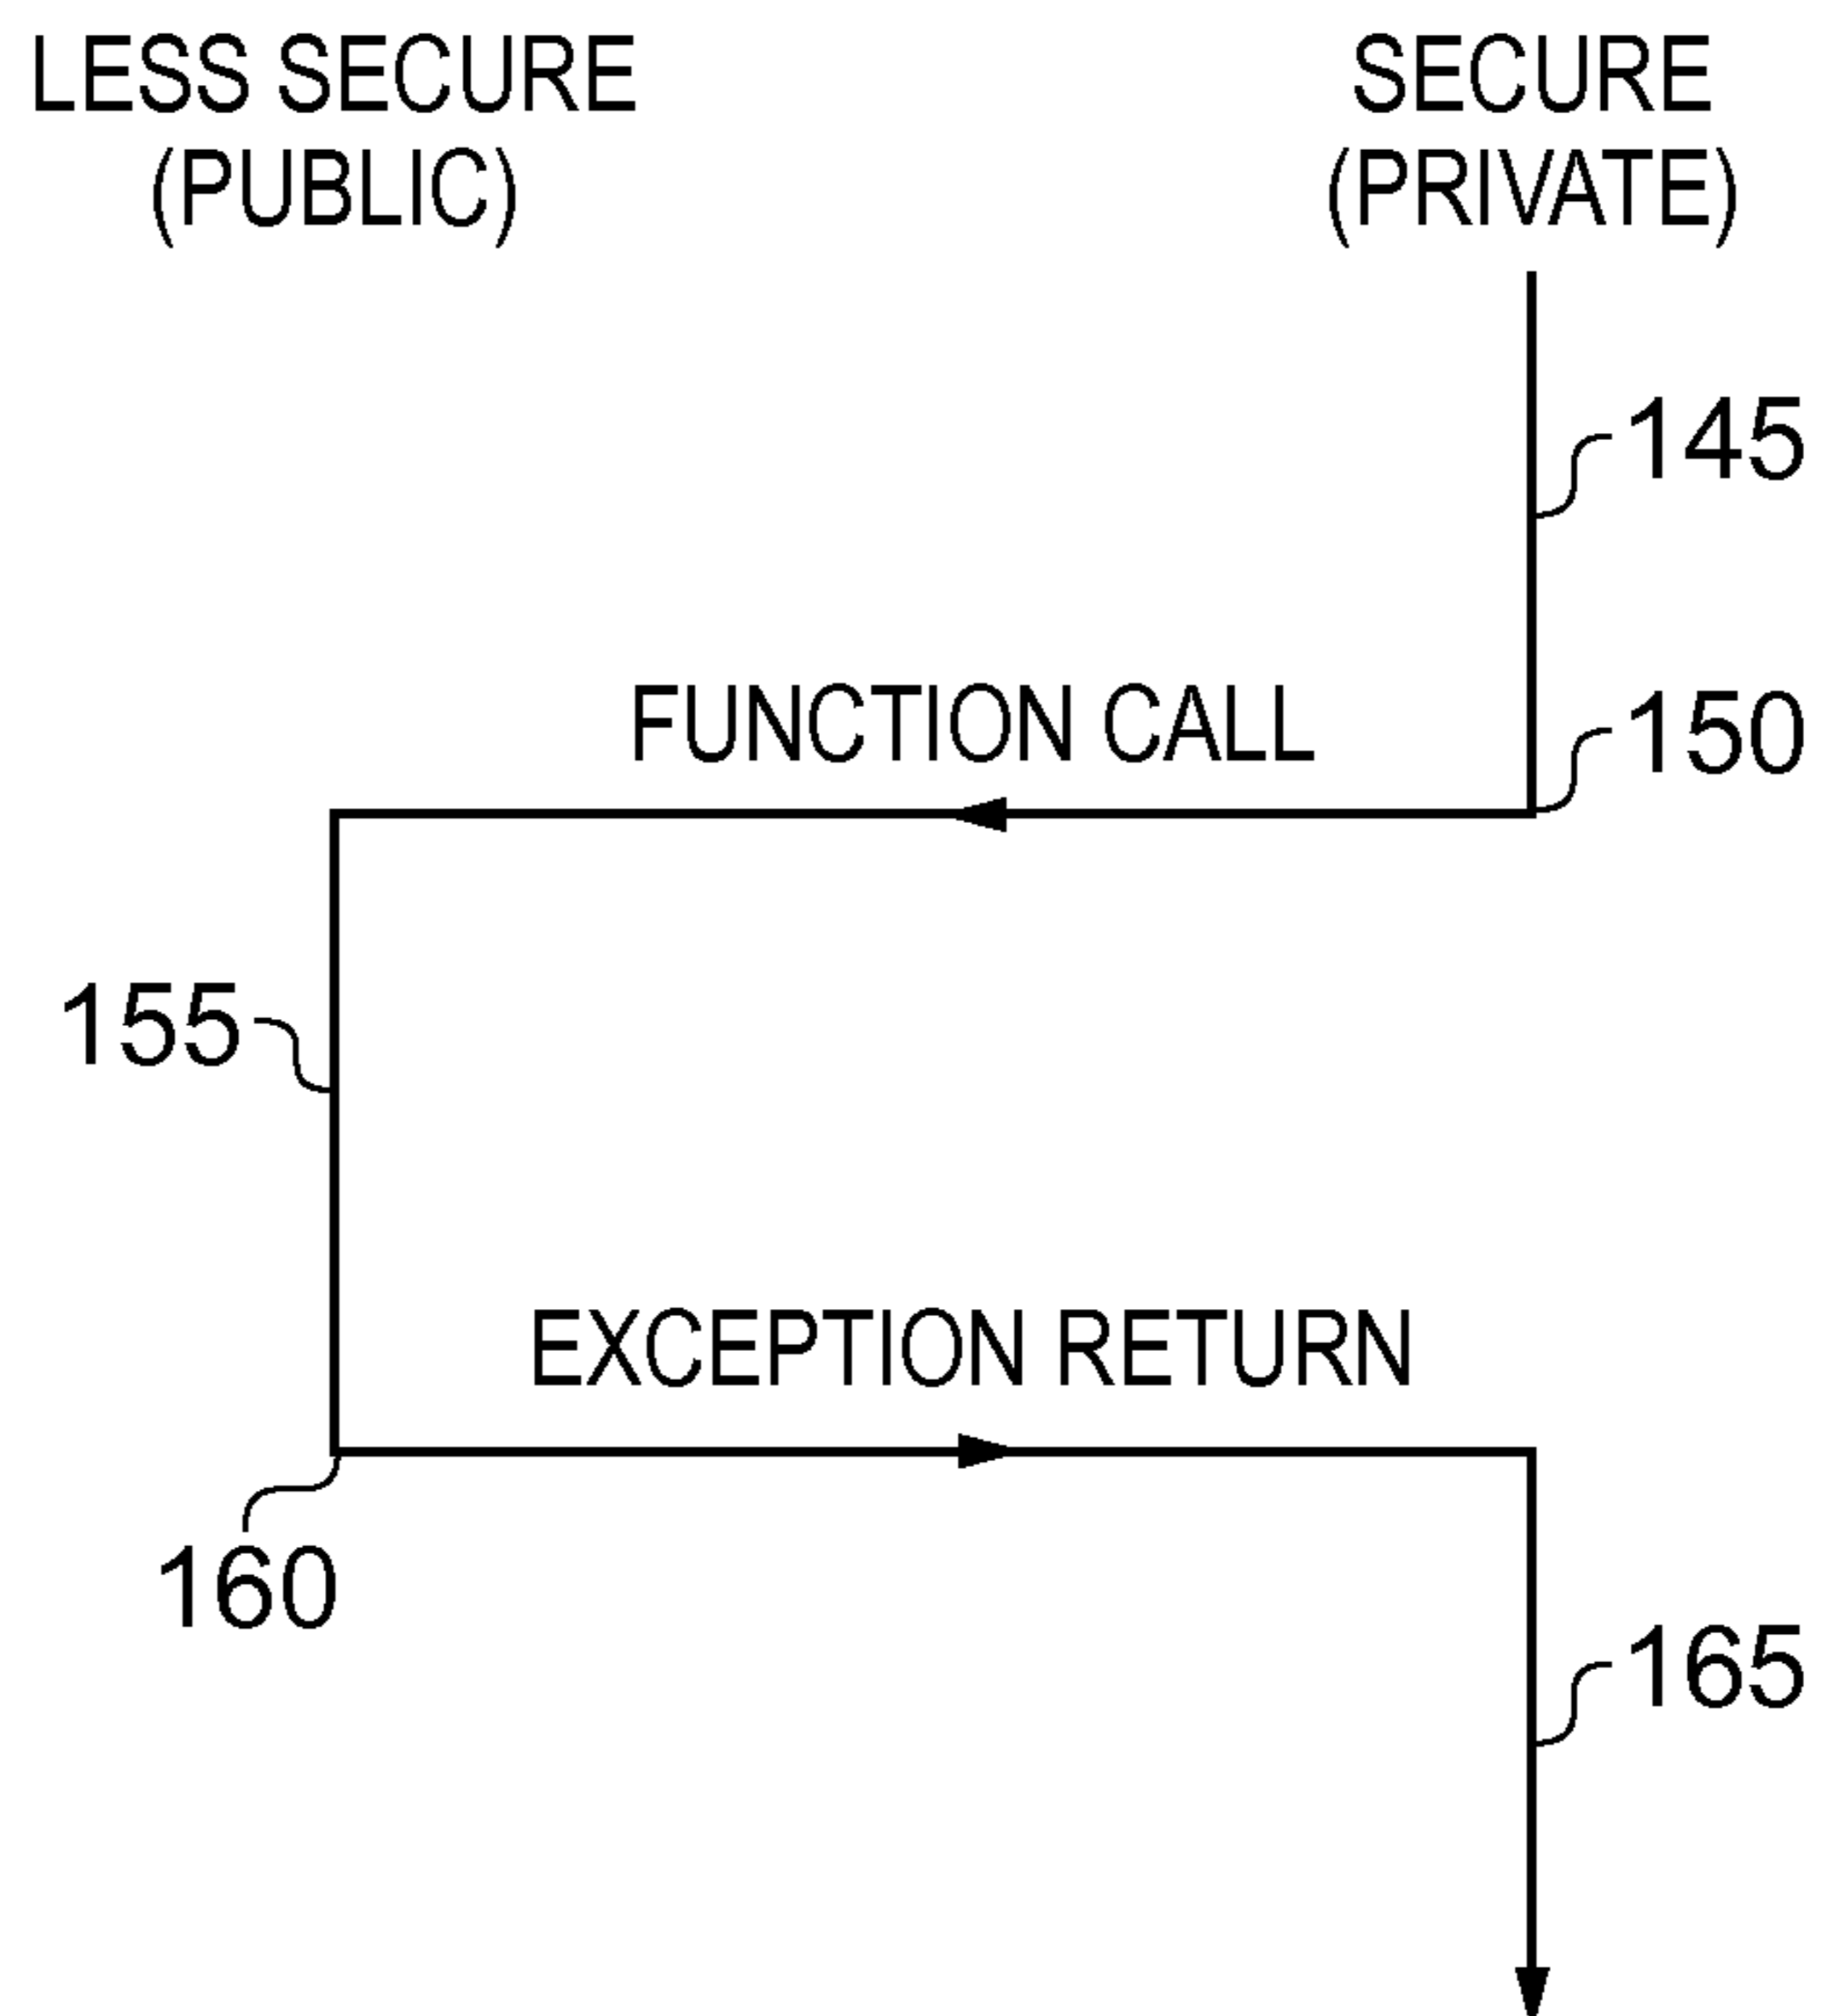 LESS SECURE
(PUBLIC)
SECURE
(PRIVATE)
145
FUNCTION CALL
150
155
EXCEPTION RETURN
160
165